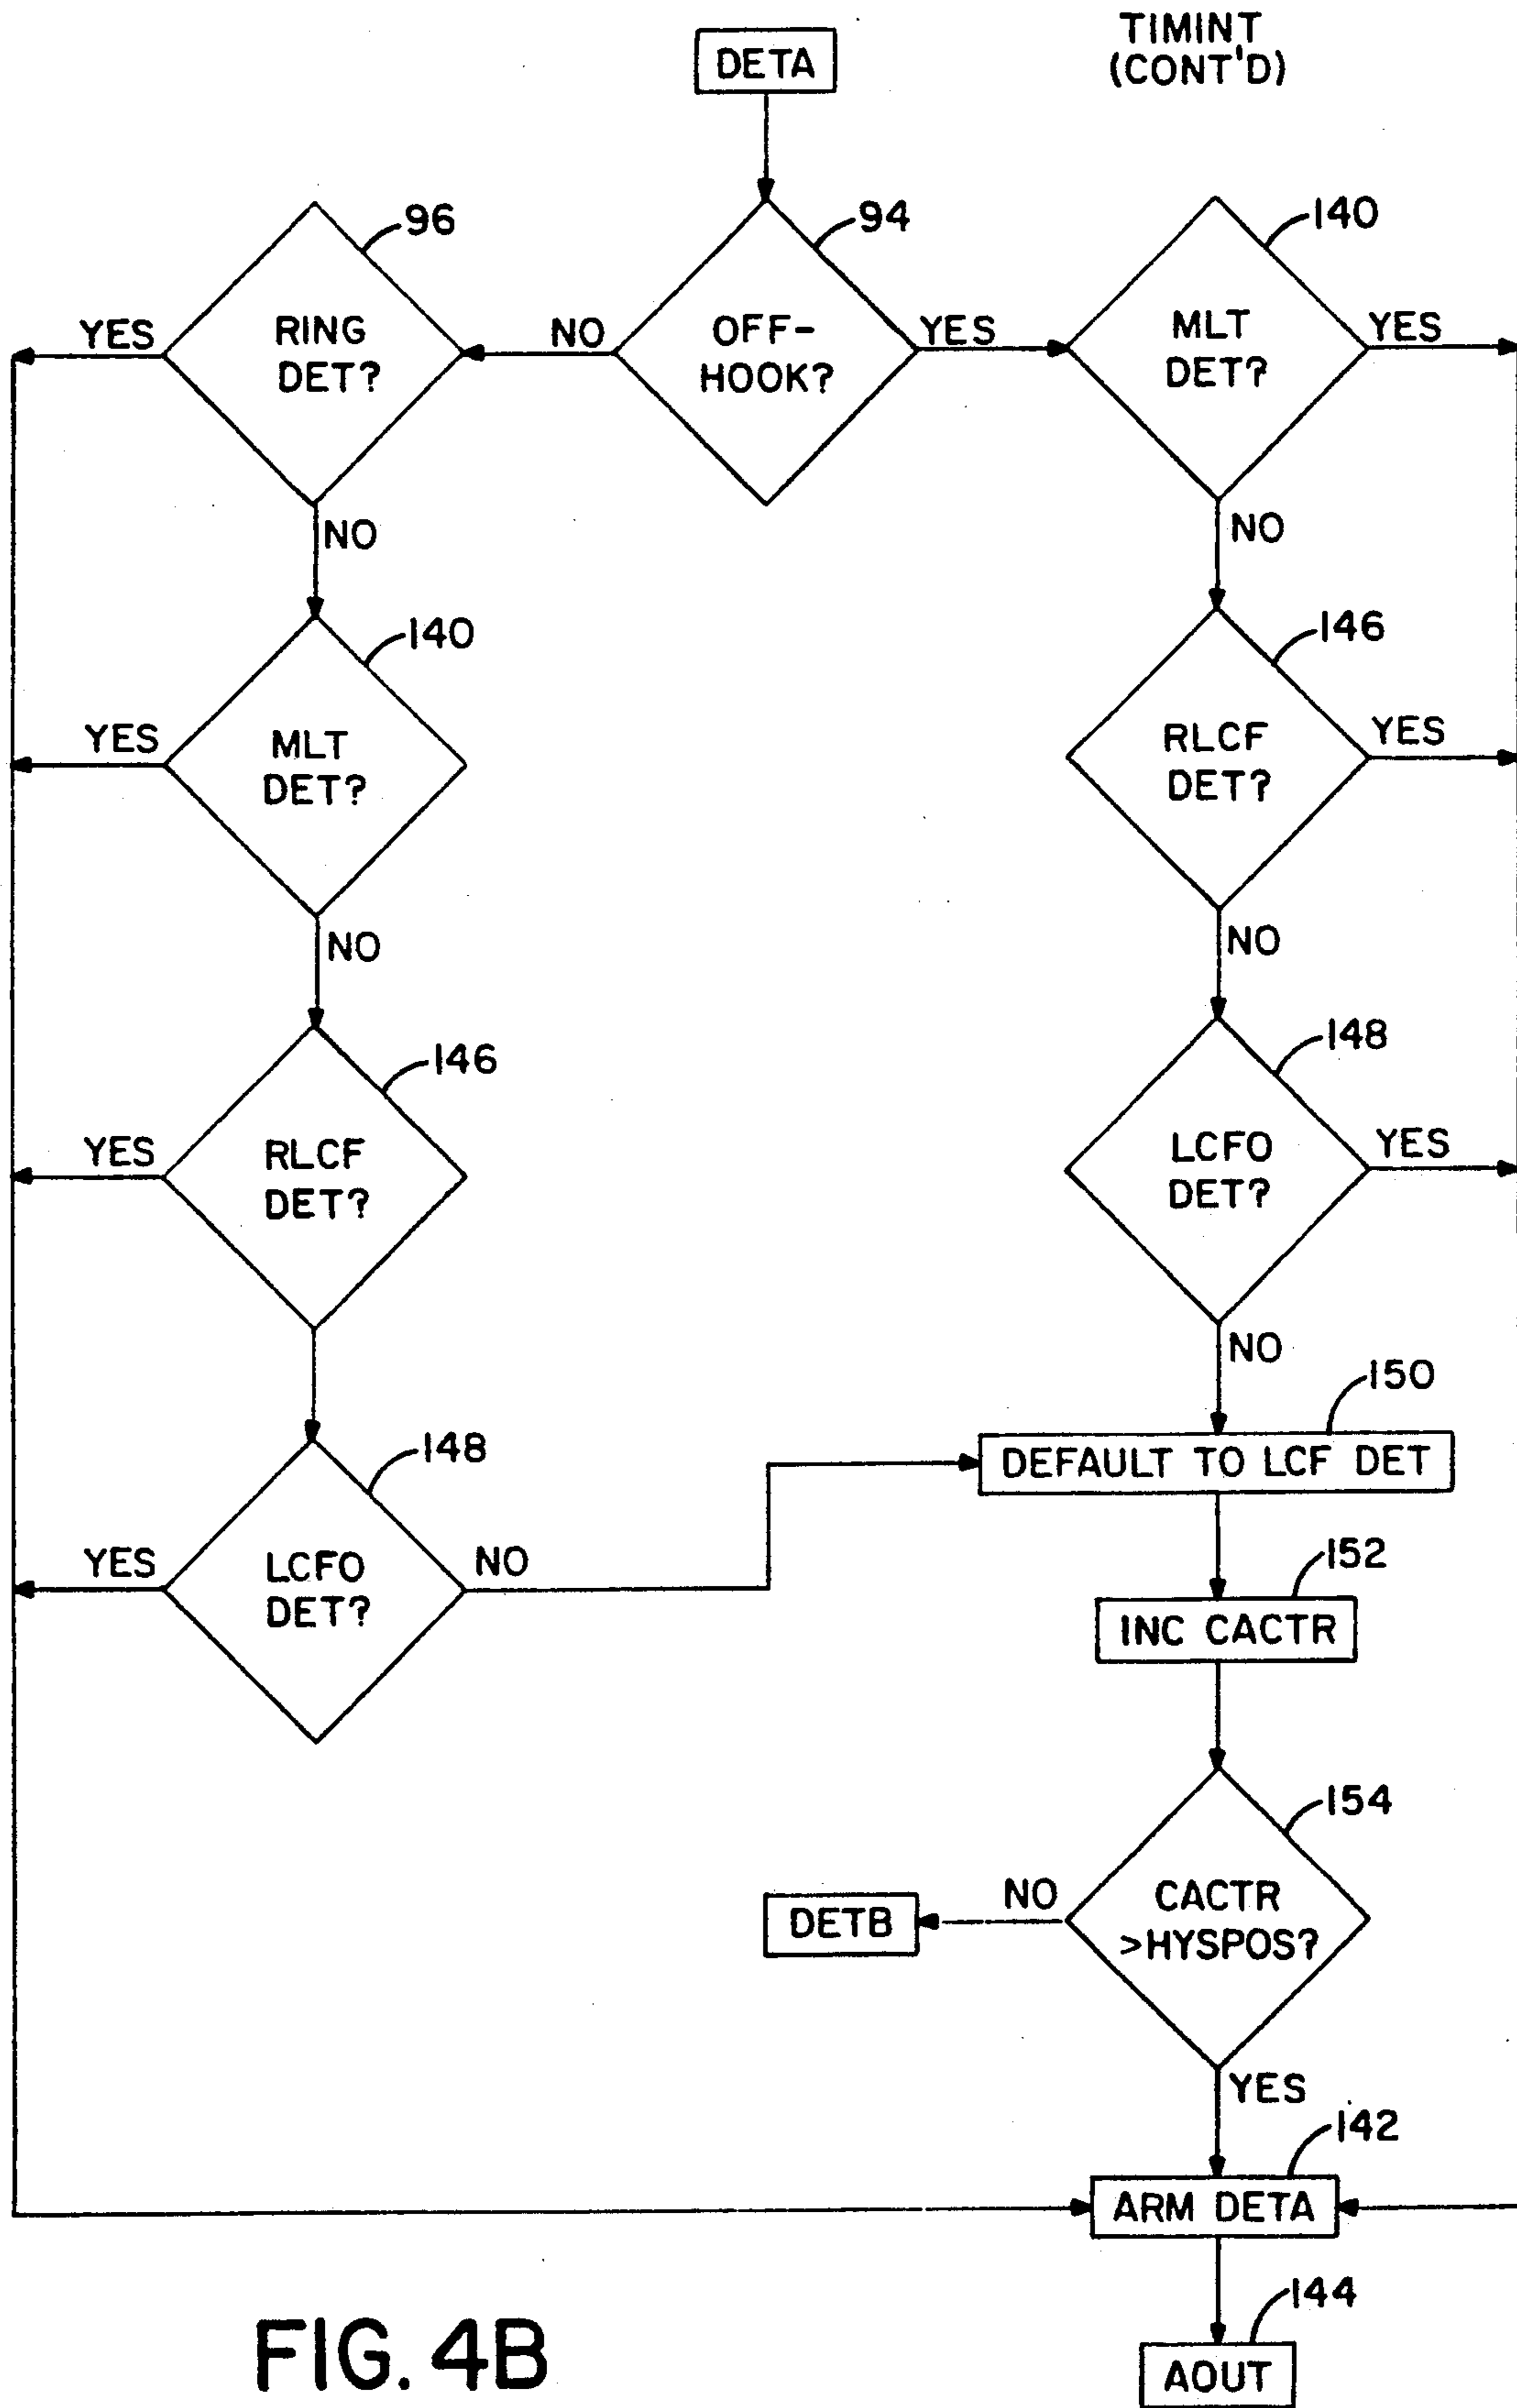 TIMINT
(CONT'D)
DETA
96
94
140
RING
DET?
YES
NO
OFF-
HOOK?
YES
MLT
DET?
YES
NO
NO
140
146
MLT
DET?
YES
RLCF
DET?
YES
NO
NO
146
148
RLCF
DET?
YES
LCFO
DET?
YES
NO
150
148
DEFAULT TO LCF DET
LCFO
DET?
YES
NO
152
INC CACTR
154
CACTR
>HYSPOS?
NO
DETB
YES
142
ARM DETA
144
AOUT
FIG. 4B